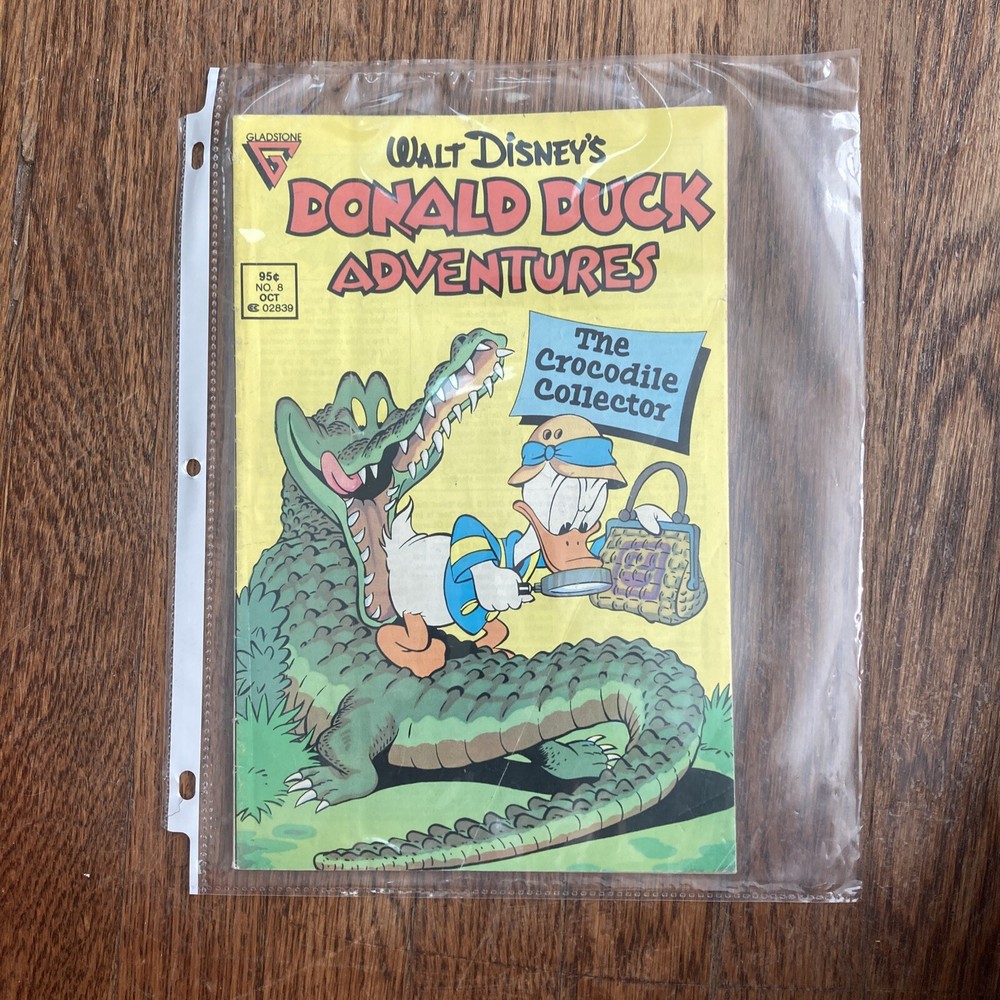 GLADSTONE
WALT DISNEY'S
DONALD DUCK
ADVENTURES
95¢
NO. 8
OCT
02839
The
Crocodile
Collector